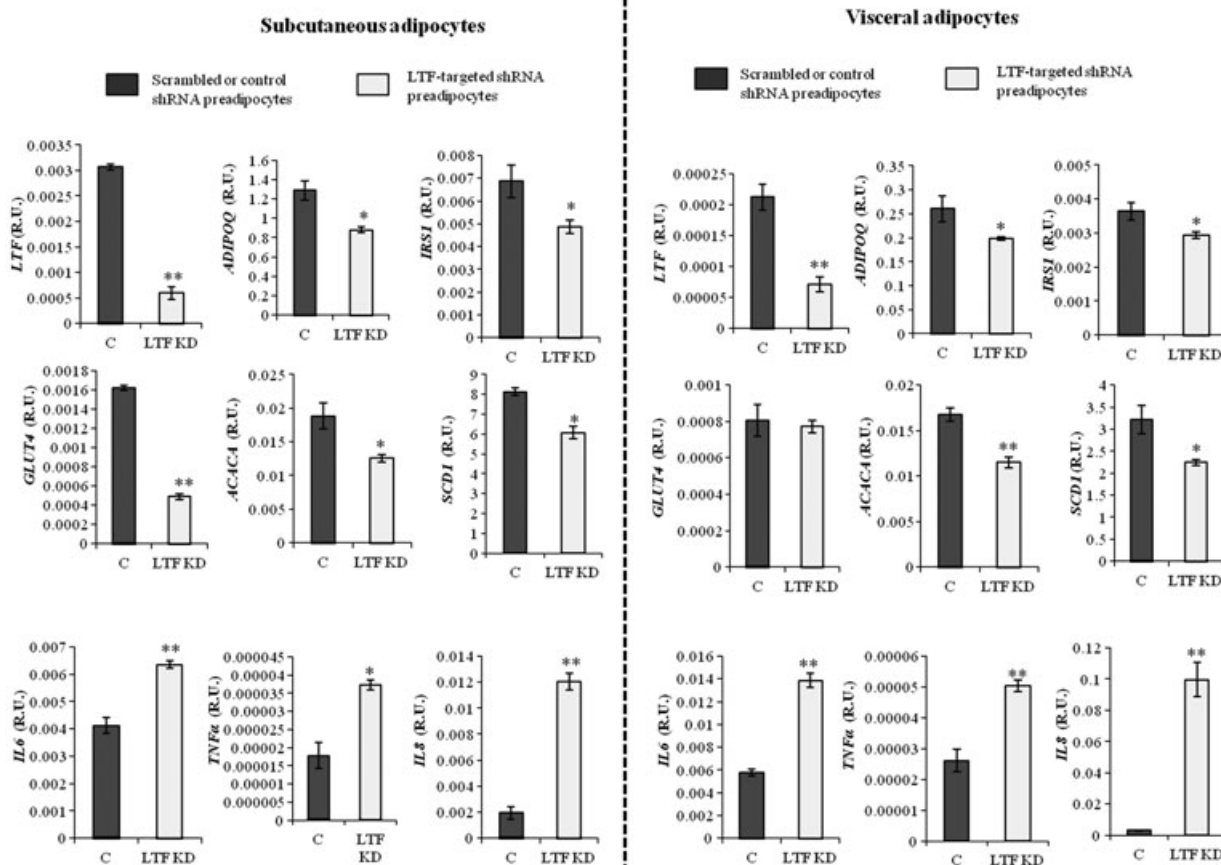 Subcutaneous adipocytes
Scrambled or control
shRNA preadipocytes
LTF-targeted shRNA
preadipocytes
LTF (R.U.)
0.0035
0.003
0.0025
0.002
0.0015
0.001
0.0005
0
**
C
LTF KD
ADIPOQ (R.U.)
1.6
1.4
1.2
1
0.8
0.6
0.4
0.2
0
*
C
LTF KD
IRS1 (R.U.)
0.008
0.007
0.006
0.005
0.004
0.003
0.002
0.001
0
*
C
LTF KD
GLUT4 (R.U.)
0.0018
0.0016
0.0014
0.0012
0.001
0.0008
0.0006
0.0004
0.0002
0
**
C
LTF KD
ACACA (R.U.)
0.025
0.02
0.015
0.01
0.005
0
*
C
LTF KD
SCD1 (R.U.)
9
8
7
6
5
4
3
2
1
0
*
C
LTF KD
IL6 (R.U.)
0.007
0.006
0.005
0.004
0.003
0.002
0.001
0
**
C
LTF KD
TNFα (R.U.)
0.000045
0.00004
0.000035
0.00003
0.000025
0.00002
0.000015
0.00001
0.000005
0
*
C
LTF
KD
IL8 (R.U.)
0.014
0.012
0.01
0.008
0.006
0.004
0.002
0
**
C
LTF KD
Visceral adipocytes
Scrambled or control
shRNA preadipocytes
LTF-targeted shRNA
preadipocytes
LTF (R.U.)
0.00025
0.0002
0.00015
0.0001
0.00005
0
**
C
LTF KD
ADIPOQ (R.U.)
0.35
0.3
0.25
0.2
0.15
0.1
0.05
0
*
C
LTF KD
IRS1 (R.U.)
0.005
0.004
0.003
0.002
0.001
0
*
C
LTF KD
GLUT4 (R.U.)
0.001
0.0008
0.0006
0.0004
0.0002
0
C
LTF KD
ACACA (R.U.)
0.02
0.015
0.01
0.005
0
**
C
LTF KD
SCD1 (R.U.)
4
3.5
3
2.5
2
1.5
1
0.5
0
*
C
LTF KD
IL6 (R.U.)
0.016
0.014
0.012
0.01
0.008
0.006
0.004
0.002
0
**
C
LTF KD
TNFα (R.U.)
0.00006
0.00005
0.00004
0.00003
0.00002
0.00001
0
**
C
LTF KD
IL8 (R.U.)
0.12
0.1
0.08
0.06
0.04
0.02
0
**
C
LTF KD